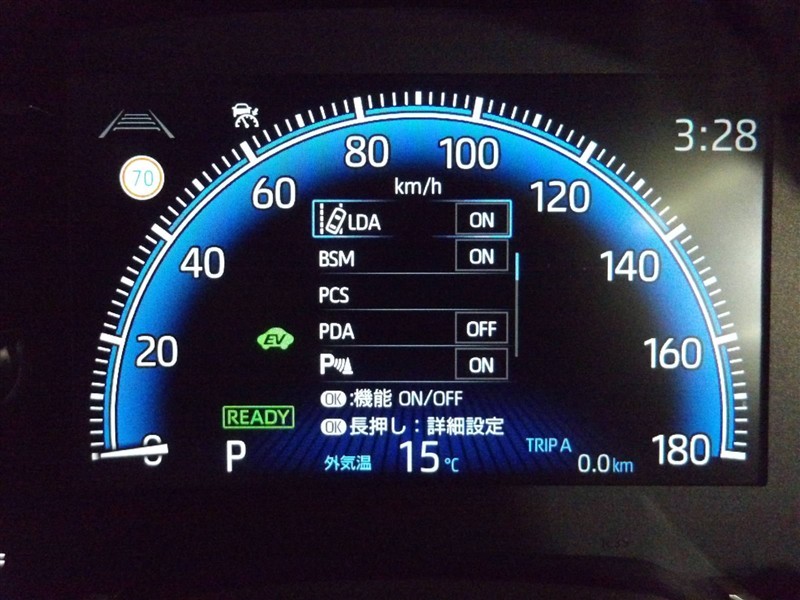 3:28
70
80 100
km/h
60 120
40 140
20 160
0 180
LDA ON
BSM ON
PCS
PDA OFF
P ON
EV
OK :機能 ON/OFF
OK 長押し：詳細設定
READY
P
外気温 15℃
TRIP A
0.0 km